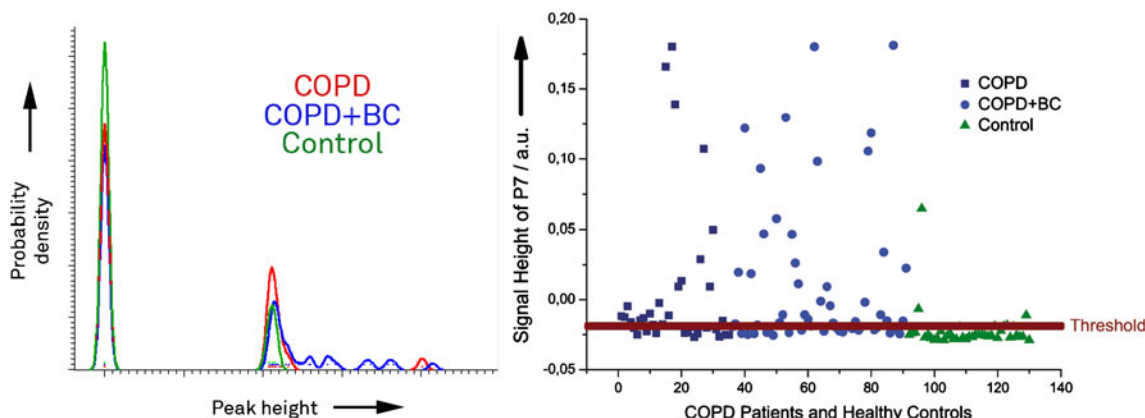 COPD
COPD+BC
Control
Probability
density
Peak height
Signal Height of P7 / a.u.
0,20
0,15
0,10
0,05
0,00
-0,05
COPD
COPD+BC
Control
Threshold
0 20 40 60 80 100 120 140
COPD Patients and Healthy Controls